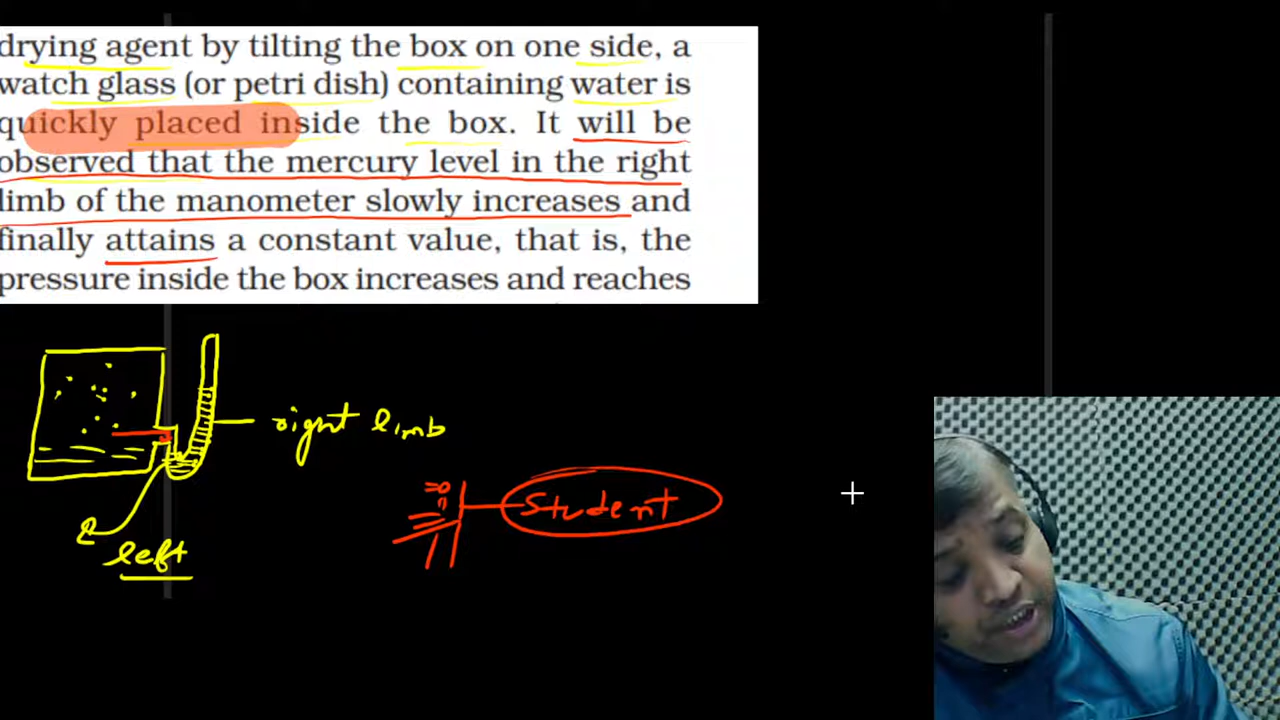 drying agent by tilting the box on one side, a
watch glass (or petri dish) containing water is
quickly placed inside the box. It will be
observed that the mercury level in the right
limb of the manometer slowly increases and
finally attains a constant value, that is, the
pressure inside the box increases and reaches
right limb
Student
left